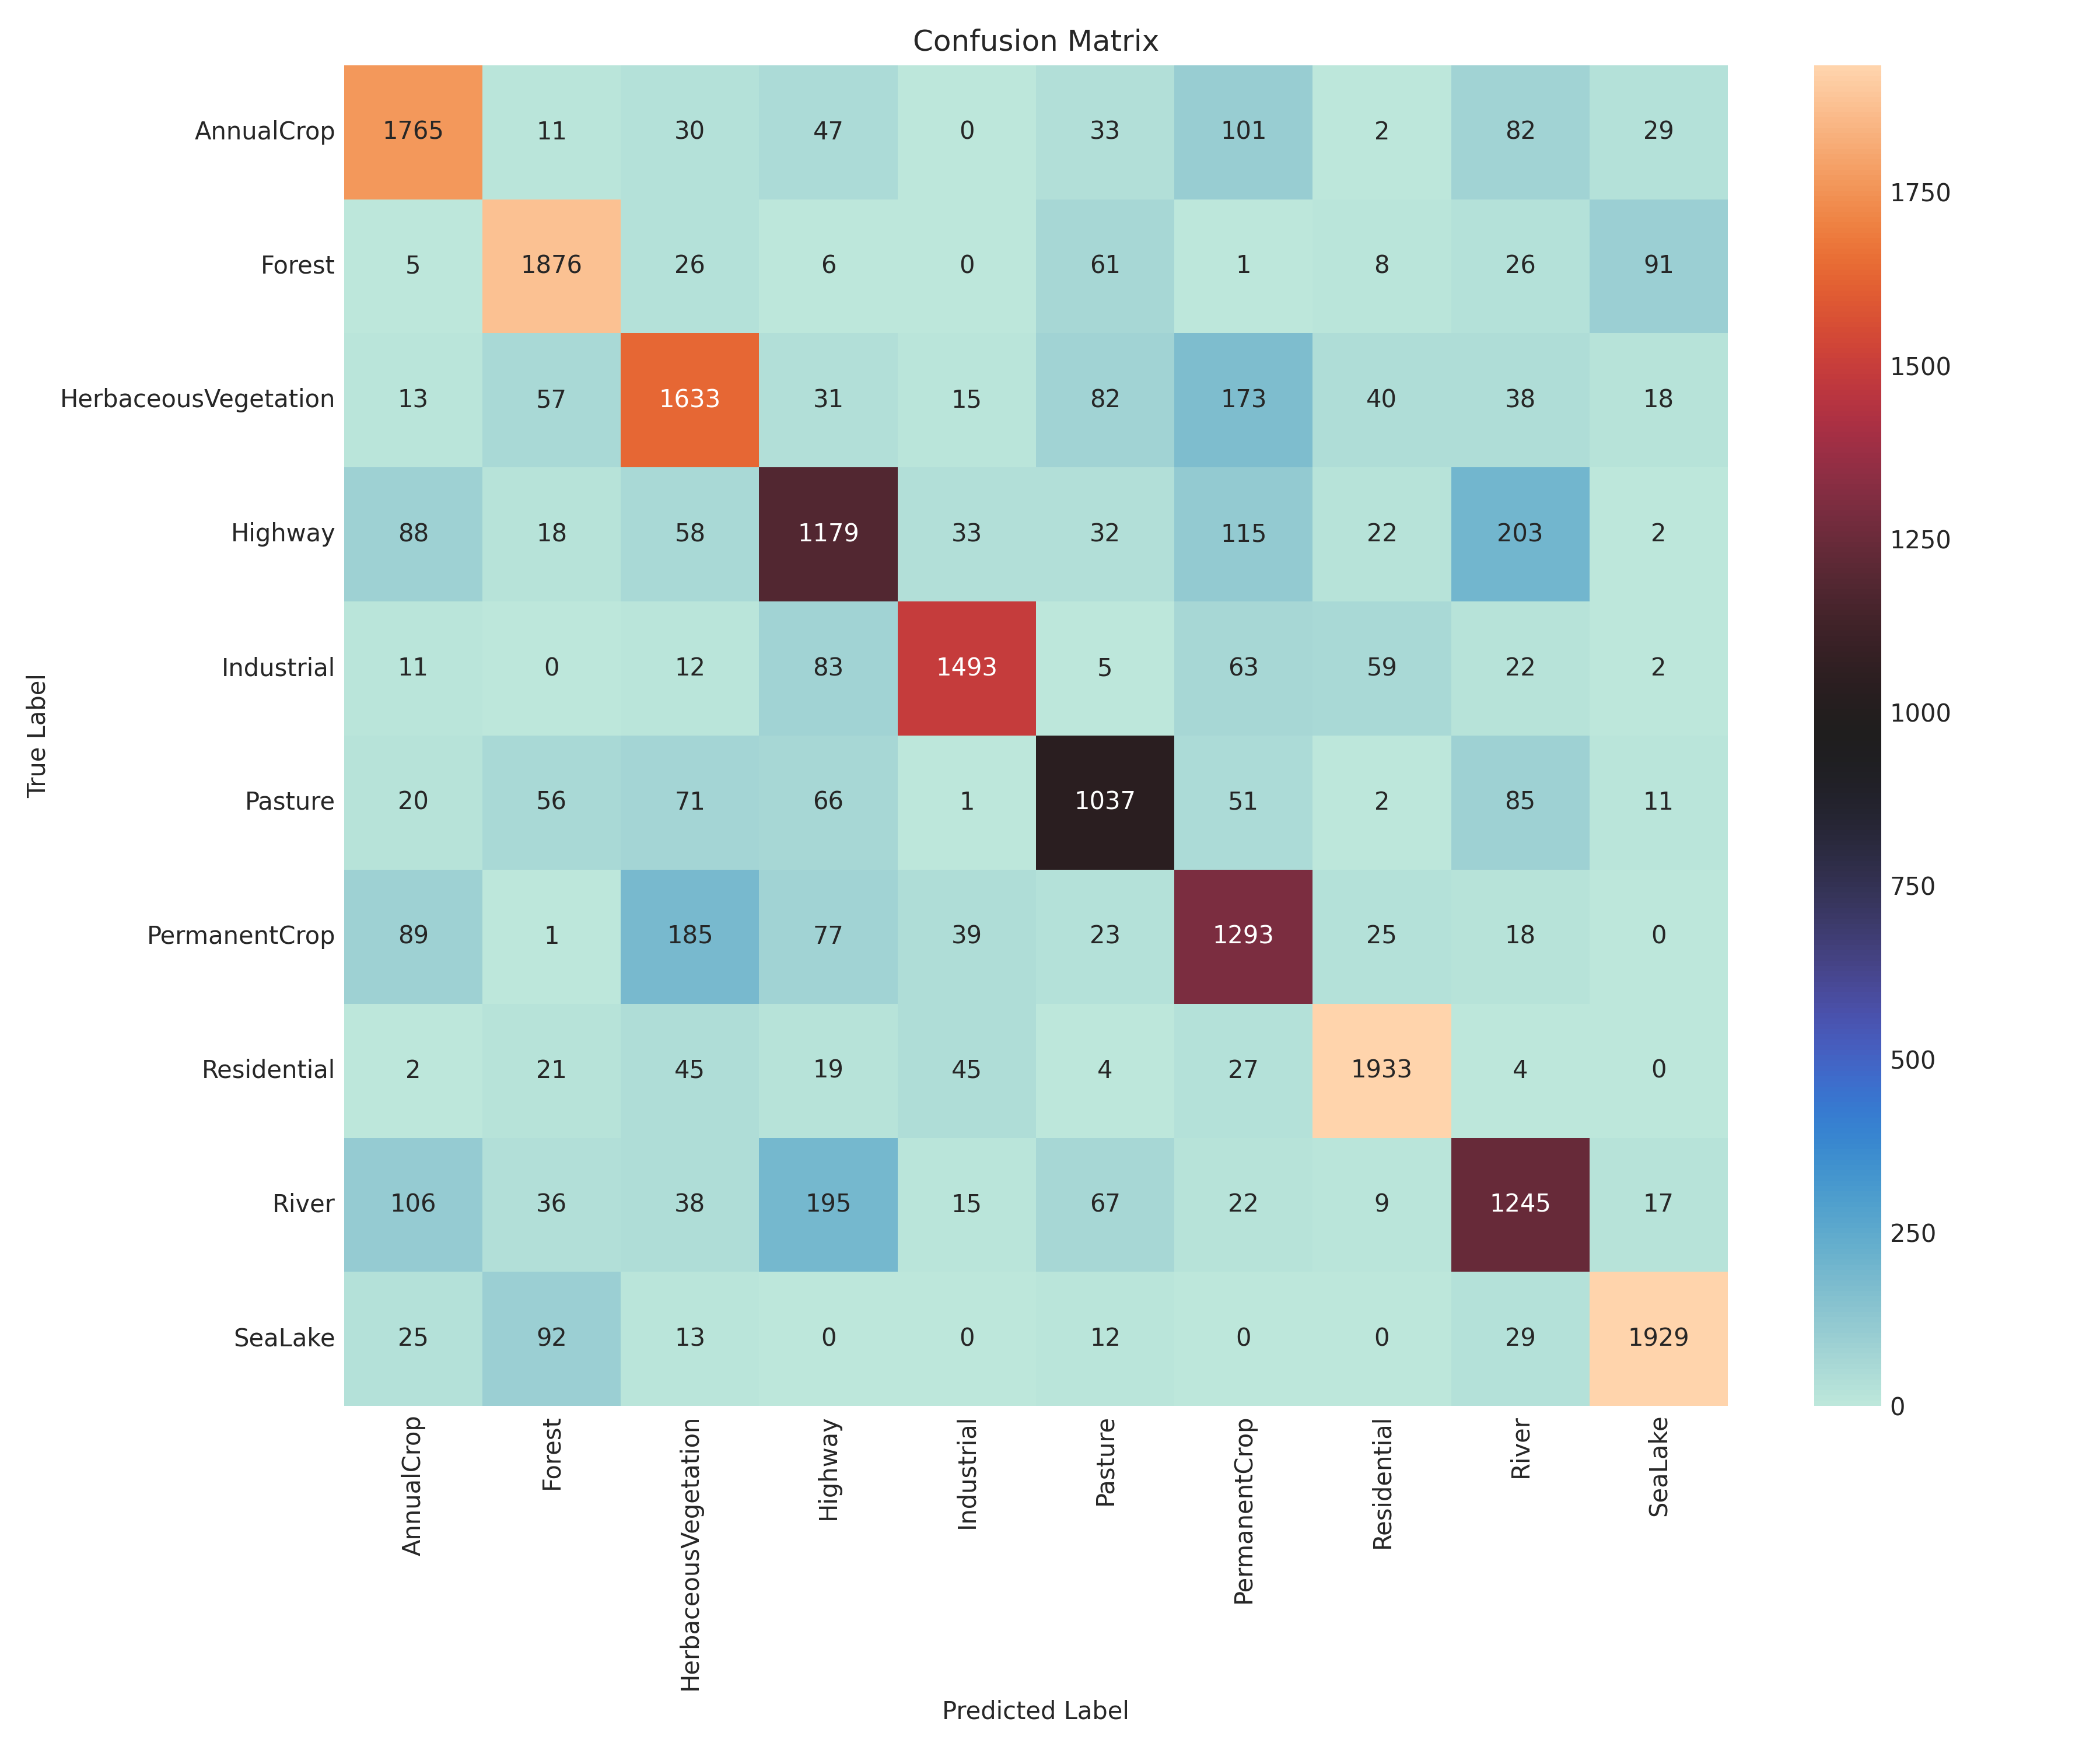 Confusion Matrix
AnnualCrop 1765 11 30 47 0 33 101 2 82 29
Forest 5 1876 26 6 0 61 1 8 26 91
HerbaceousVegetation 13 57 1633 31 15 82 173 40 38 18
Highway 88 18 58 1179 33 32 115 22 203 2
Industrial 11 0 12 83 1493 5 63 59 22 2
Pasture 20 56 71 66 1 1037 51 2 85 11
PermanentCrop 89 1 185 77 39 23 1293 25 18 0
Residential 2 21 45 19 45 4 27 1933 4 0
River 106 36 38 195 15 67 22 9 1245 17
SeaLake 25 92 13 0 0 12 0 0 29 1929
True Label
AnnualCrop
Forest
HerbaceousVegetation
Highway
Industrial
Pasture
PermanentCrop
Residential
River
SeaLake
Predicted Label
1750
1500
1250
1000
750
500
250
0